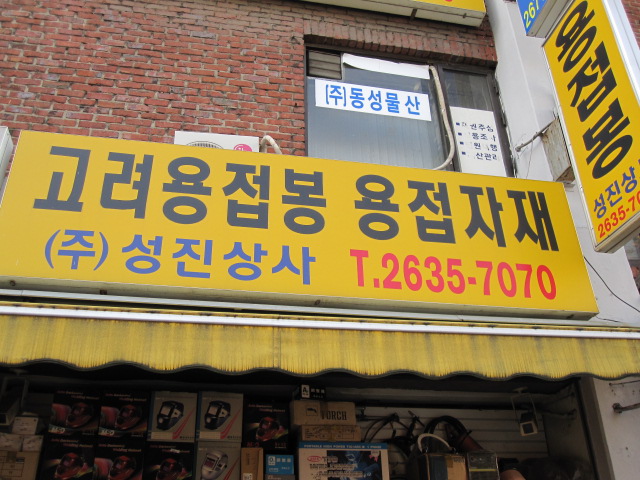 (주)동성물산
고려용접봉 용접자재
(주) 성진상사 T.2635-7070
용접봉
성진상
2635-70
TORCH